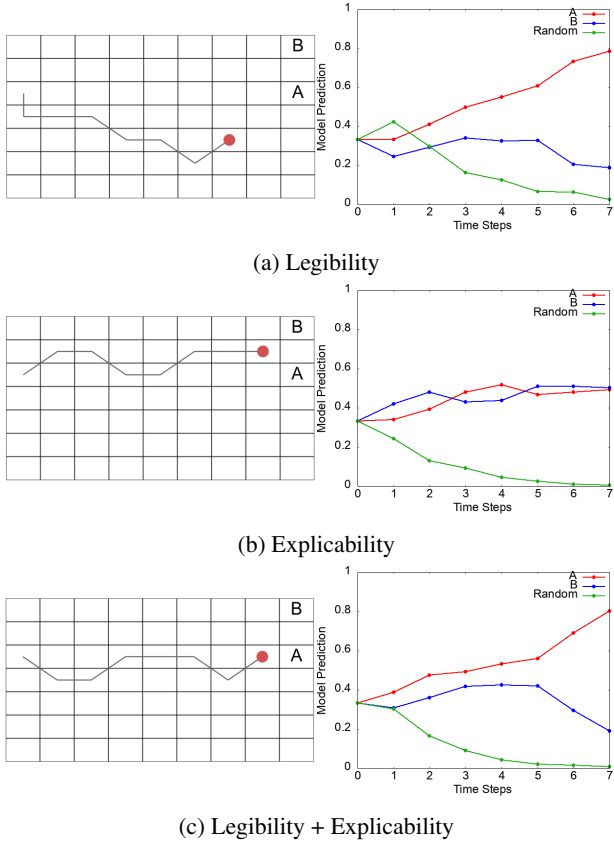 B
A
Model Prediction
1
0.8
0.6
0.4
0.2
0
0 1 2 3 4 5 6 7
Time Steps
A
B
Random
(a) Legibility
B
A
Model Prediction
1
0.8
0.6
0.4
0.2
0
0 1 2 3 4 5 6 7
Time Steps
A
B
Random
(b) Explicability
B
A
Model Prediction
1
0.8
0.6
0.4
0.2
0
0 1 2 3 4 5 6 7
Time Steps
A
B
Random
(c) Legibility + Explicability